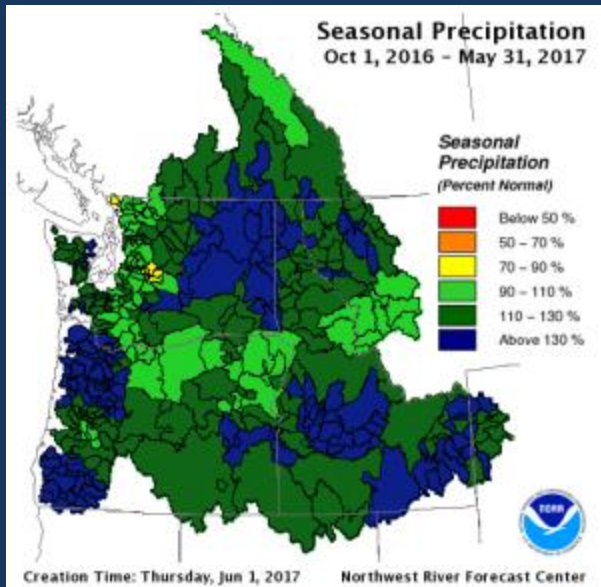 Seasonal Precipitation
Oct 1, 2016 - May 31, 2017
Seasonal
Precipitation
(Percent Normal)
Below 50 %
50 - 70 %
70 - 90 %
90 - 110 %
110 - 130 %
Above 130 %
NOAA
Creation Time: Thursday, Jun 1, 2017
Northwest River Forecast Center